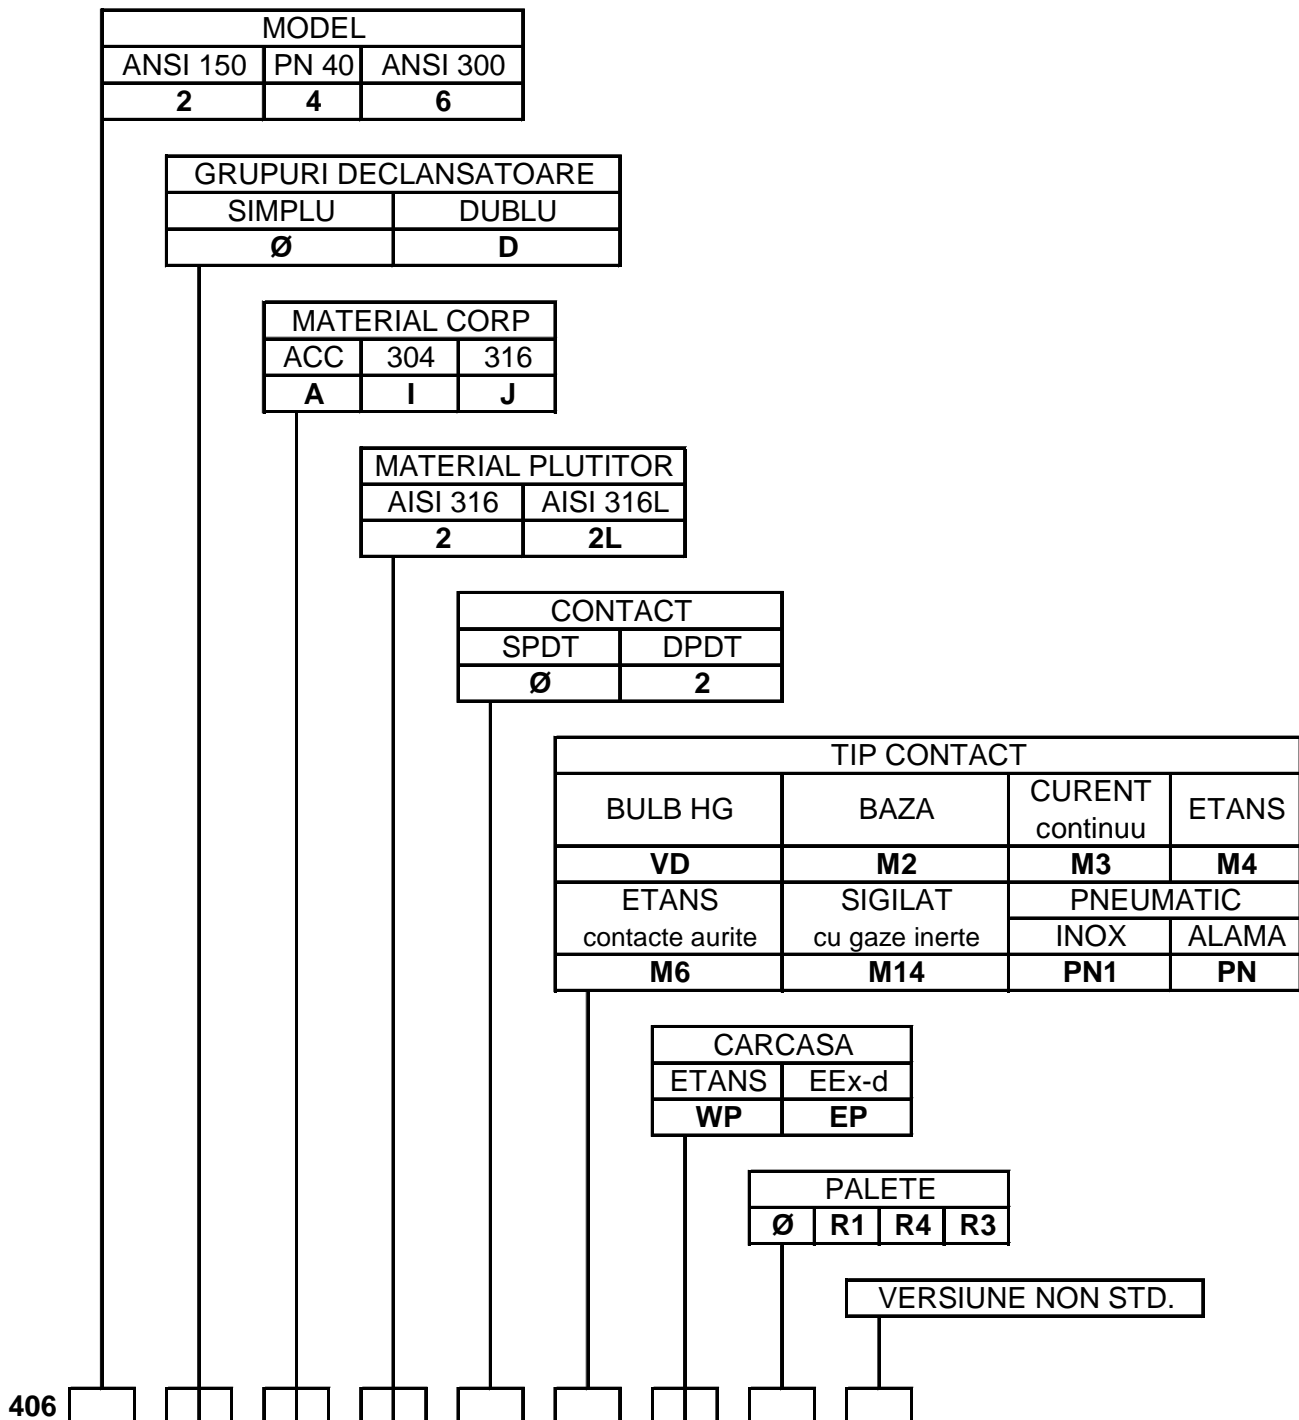 MODEL
ANSI 150 PN 40 ANSI 300
2 4 6
GRUPURI DECLANSATOARE
SIMPLU DUBLU
Ø D
MATERIAL CORP
ACC 304 316
A I J
MATERIAL PLUTITOR
AISI 316 AISI 316L
2 2L
CONTACT
SPDT DPDT
Ø 2
TIP CONTACT
BULB HG BAZA CURENT continuu ETANS
VD M2 M3 M4
ETANS SIGILAT PNEUMATIC
contacte aurite cu gaze inerte INOX ALAMA
M6 M14 PN1 PN
CARCASA
ETANS EEx-d
WP EP
PALETE
Ø R1 R4 R3
VERSIUNE NON STD.
406